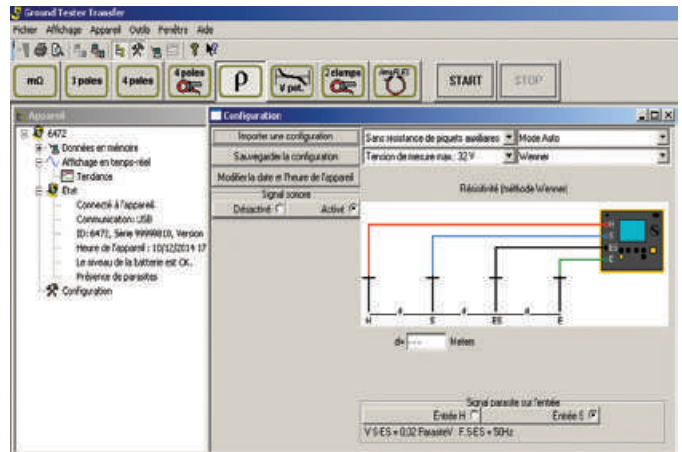 Ground Tester Transfer
Fichier Affichage Appareil Outils Fenêtre Aide
mΩ 3 poles 4 poles 4 poles ρ V pot. 2 clamps AmpFLEX START STOP
Appareil
6472
Données en mémoire
Affichage en temps-réel
Tendance
Etat
Connecté à l'appareil
Communication: USB
ID: 6472, Série 99999810, Version
Heure de l'appareil : 10/12/2014 17
Le niveau de la batterie est OK.
Présence de parasites
Configuration
Configuration
Importer une configuration
Sauvegarder la configuration
Modifier la date et l'heure de l'appareil
Signal sonore
Désactivé Activé
Sans résistance de piquets auxiliaires Mode Auto
Tension de mesure max.: 32 V Wenner
Résistivité (méthode Wenner)
H
S
ES
E
S
H d S d ES d E
d= --- Meters
Signal parasite sur l'entrée
Entrée H Entrée S
V S-ES = 0,02 ParasiteV F. S-ES = 50Hz